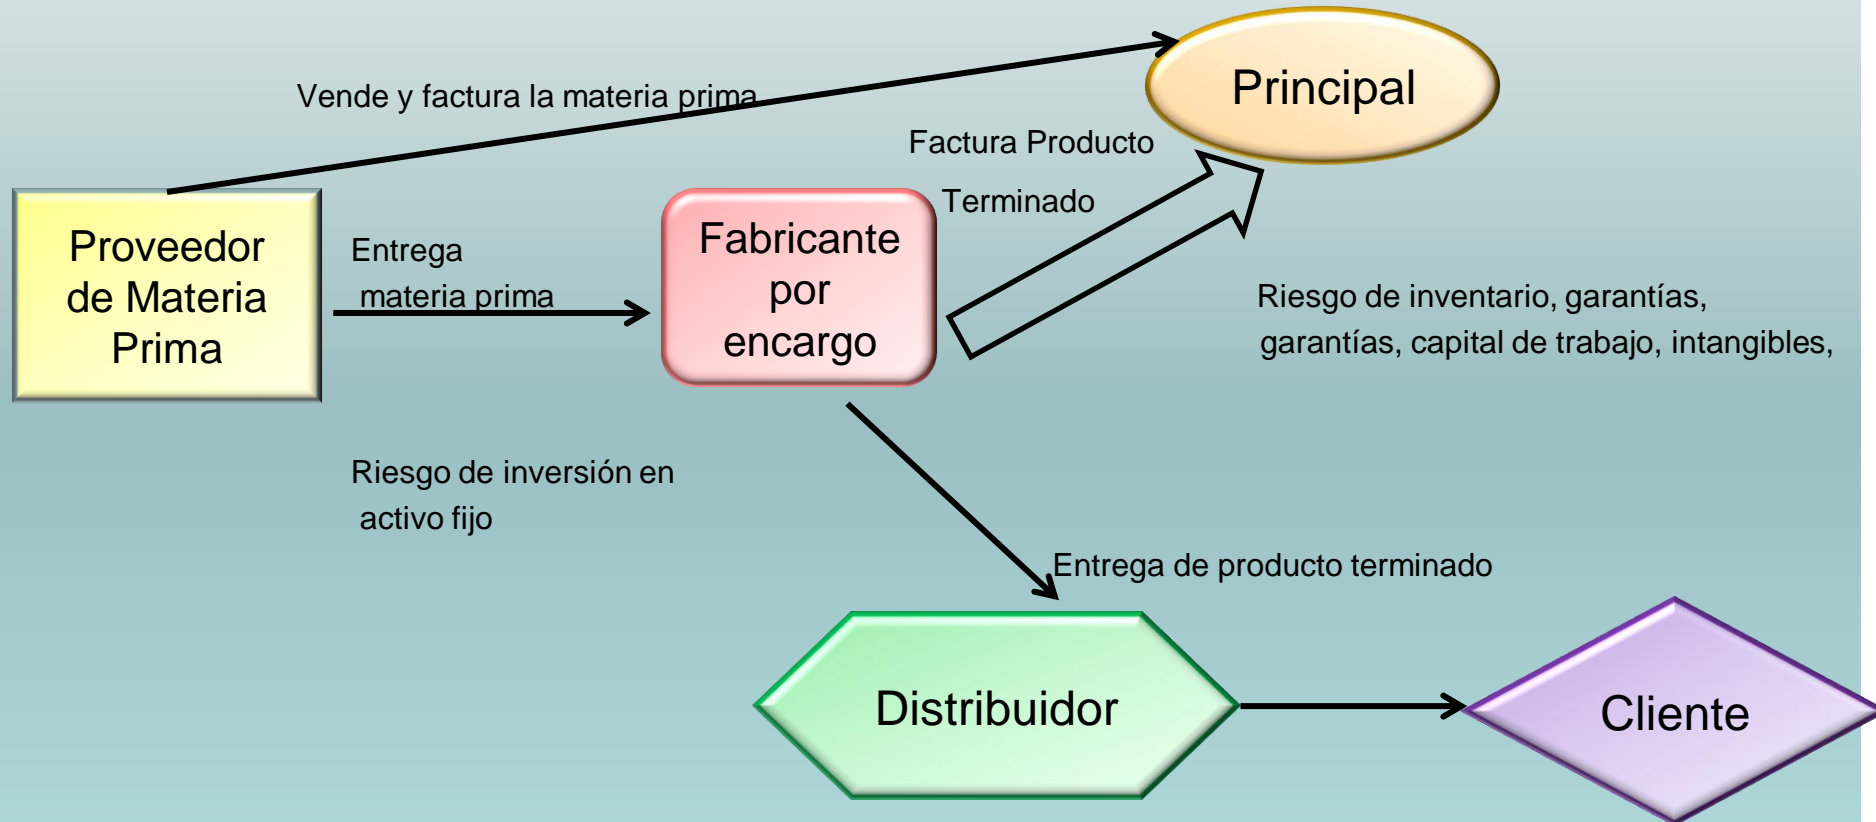 Principal
Vende y factura la materia prima
Factura Producto
Terminado
Proveedor
de Materia
Prima
Entrega
materia prima
Fabricante
por
encargo
Riesgo de inventario, garantías,
garantías, capital de trabajo, intangibles,
Riesgo de inversión en
activo fijo
Entrega de producto terminado
Distribuidor
Cliente